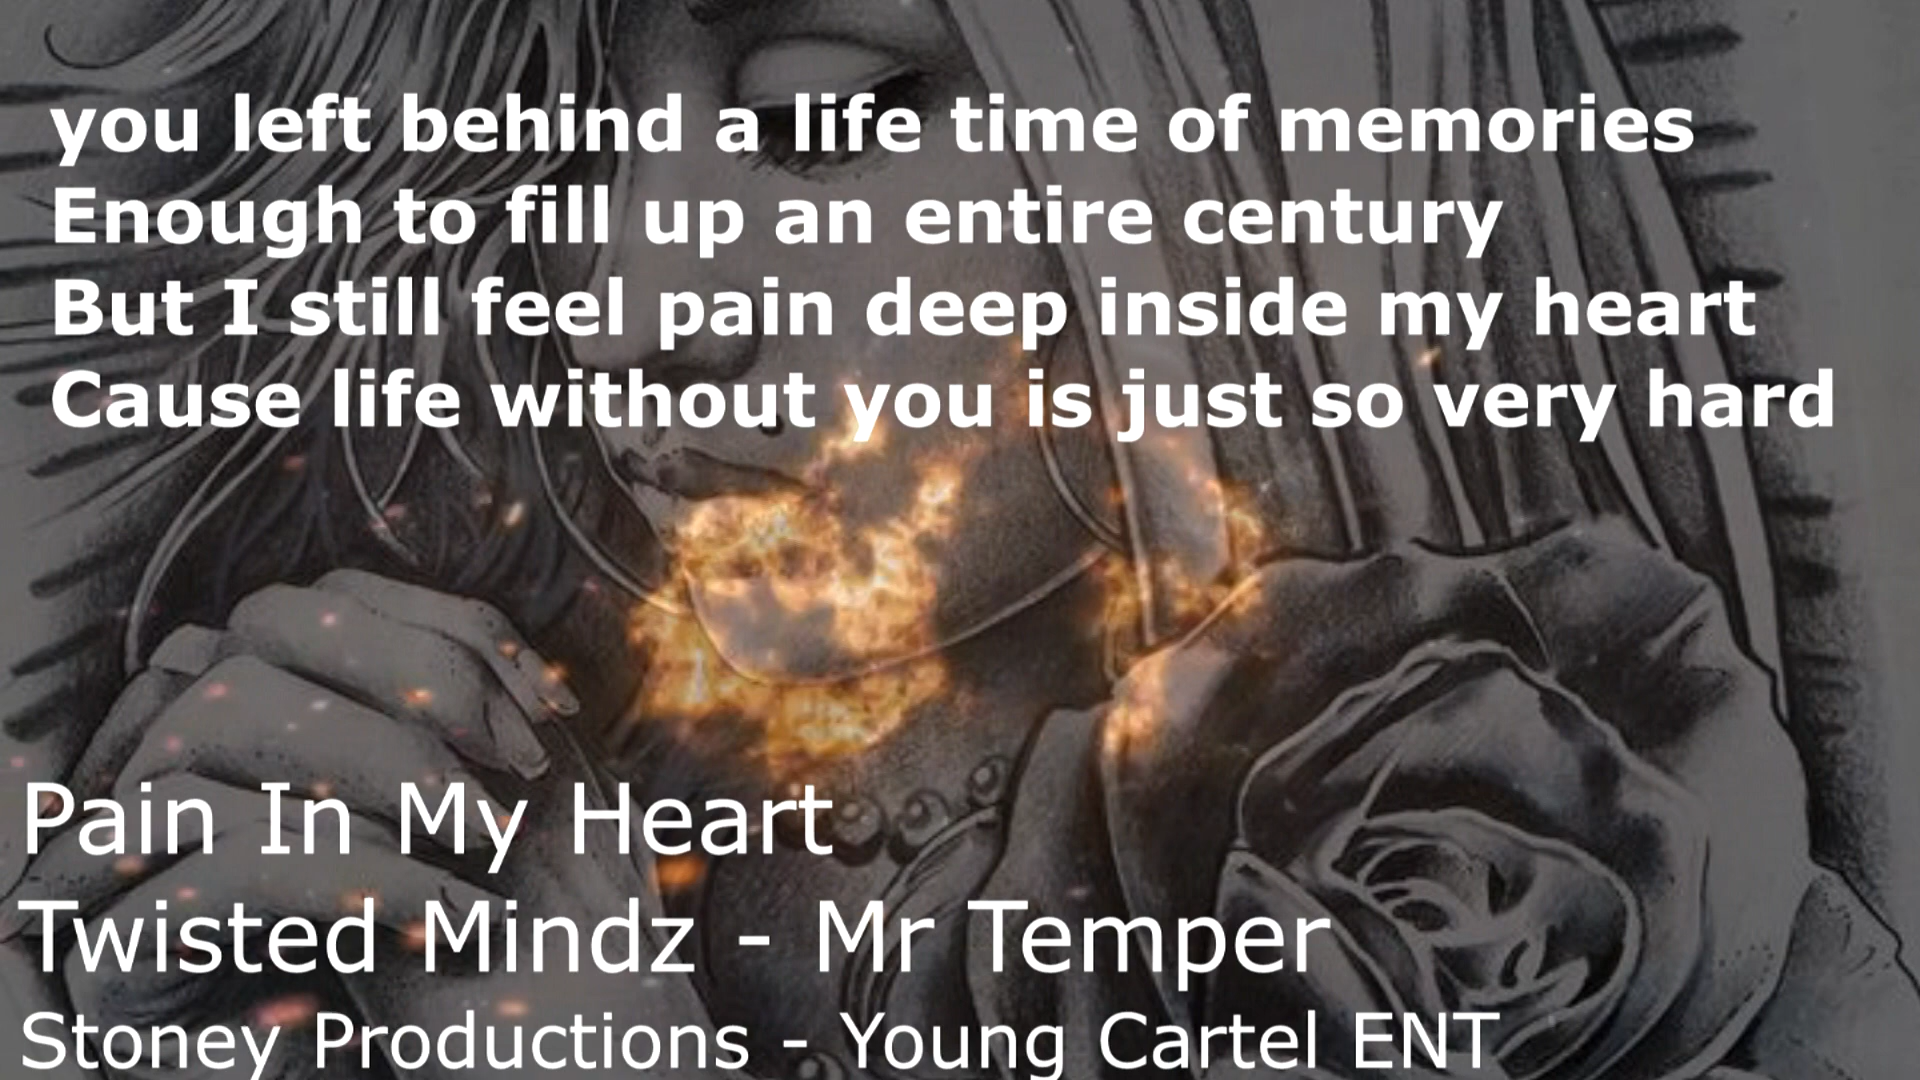 you left behind a life time of memories
Enough to fill up an entire century
But I still feel pain deep inside my heart
Cause life without you is just so very hard
Pain In My Heart
Twisted Mindz - Mr Temper
Stoney Productions - Young Cartel ENT